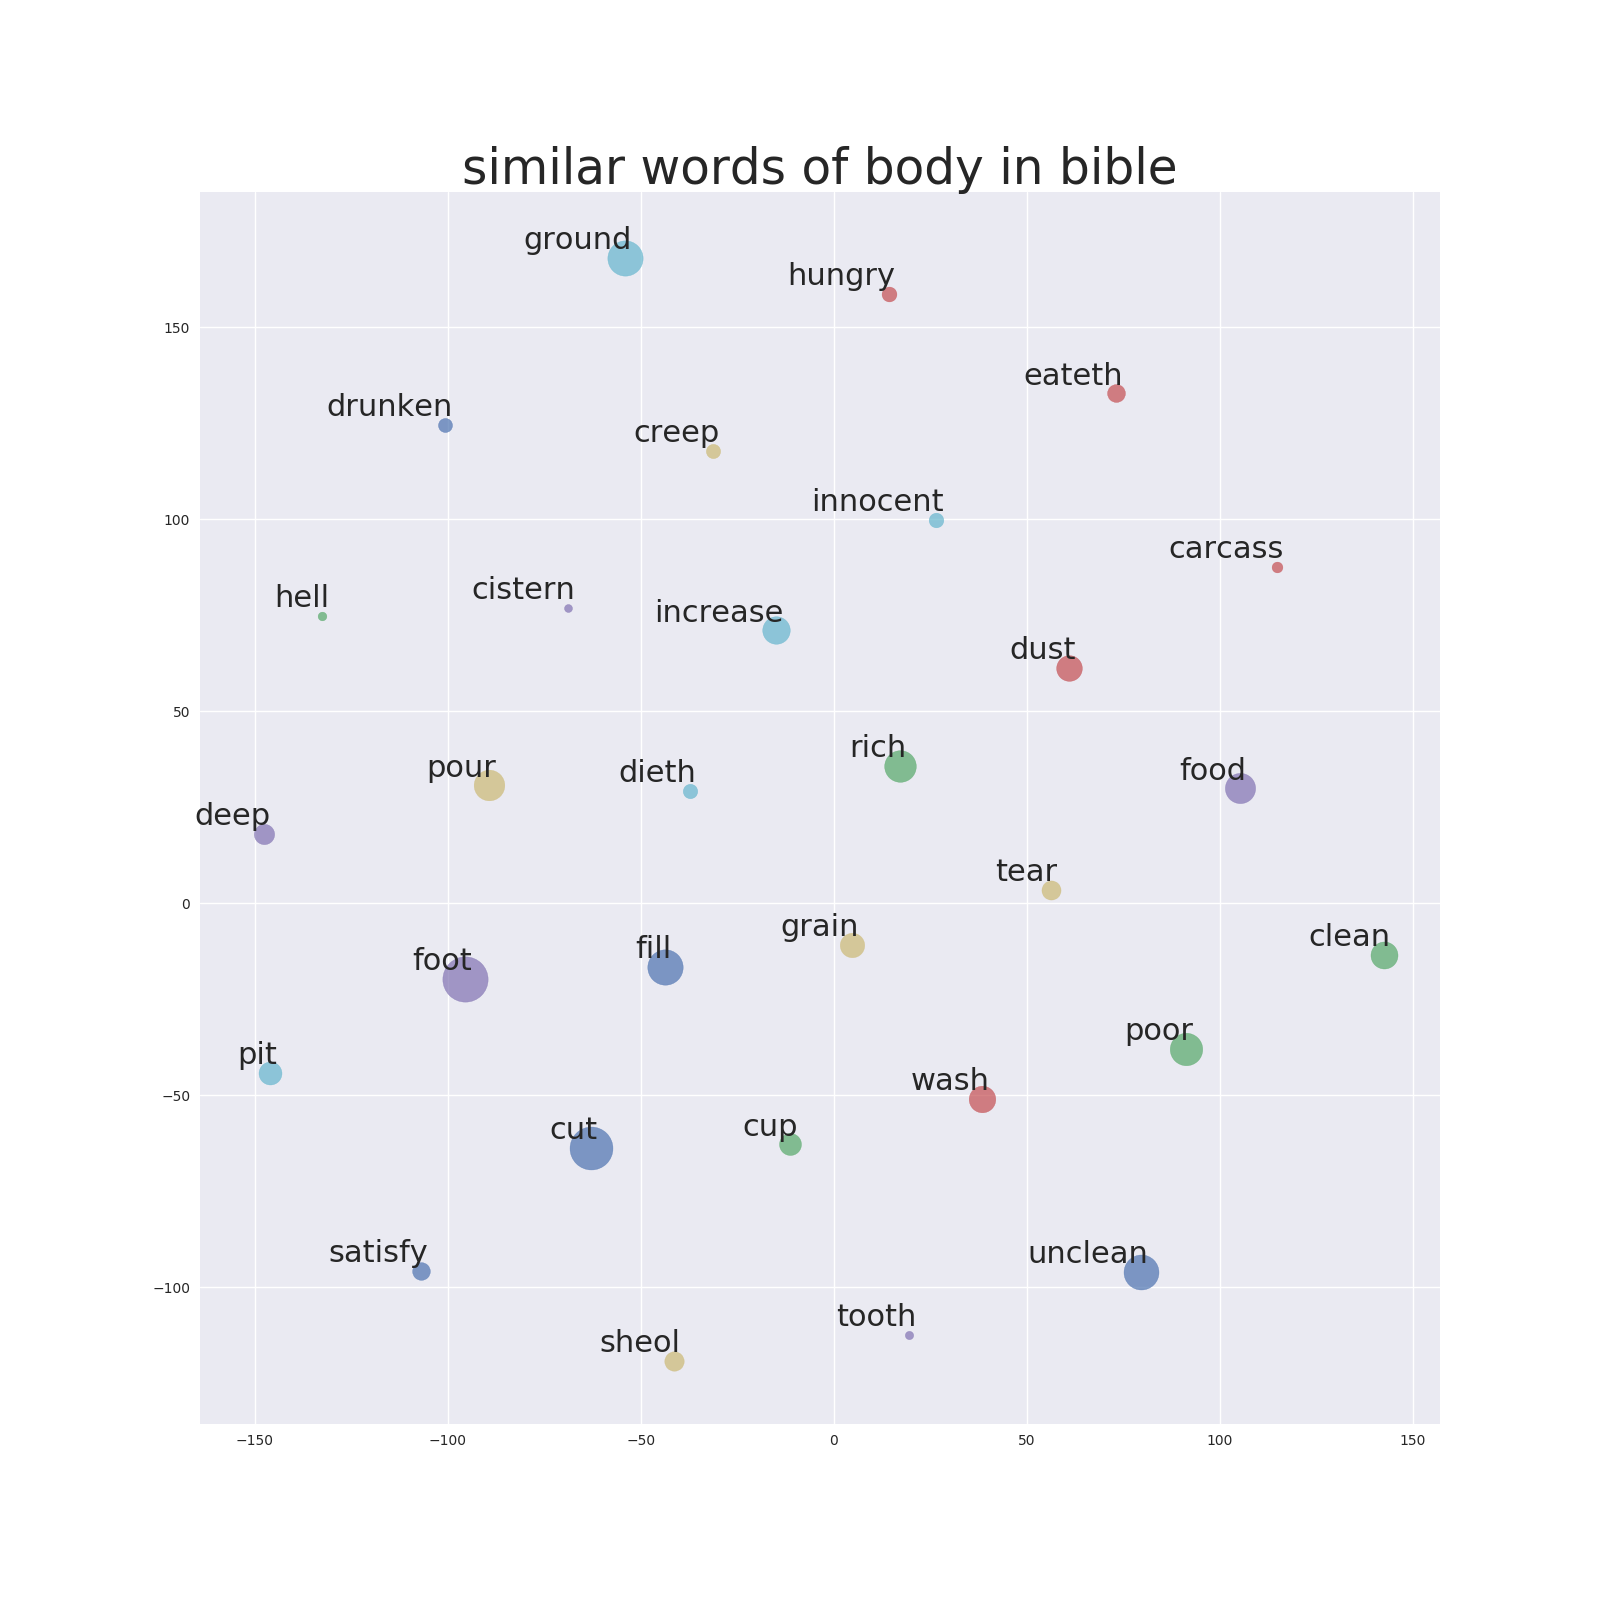 similar words of body in bible
ground
hungry
150
eateth
drunken
creep
innocent
100
carcass
hell
cistern
increase
dust
50
rich
pour
dieth
food
deep
tear
0
grain
clean
foot
fill
poor
pit
wash
−50
cut
cup
satisfy
unclean
−100
tooth
sheol
−150
−100
−50
0
50
100
150